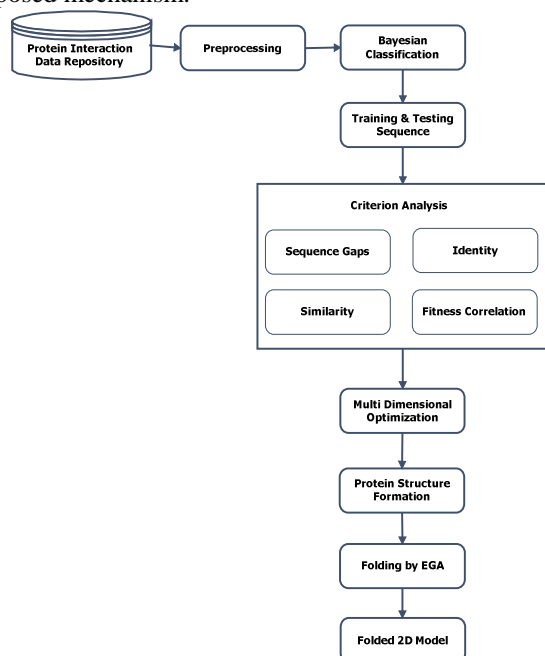 posed mechanism.
Protein Interaction
Data Repository
Preprocessing
Bayesian
Classification
Training & Testing
Sequence
Criterion Analysis
Sequence Gaps
Identity
Similarity
Fitness Correlation
Multi Dimensional
Optimization
Protein Structure
Formation
Folding by EGA
Folded 2D Model